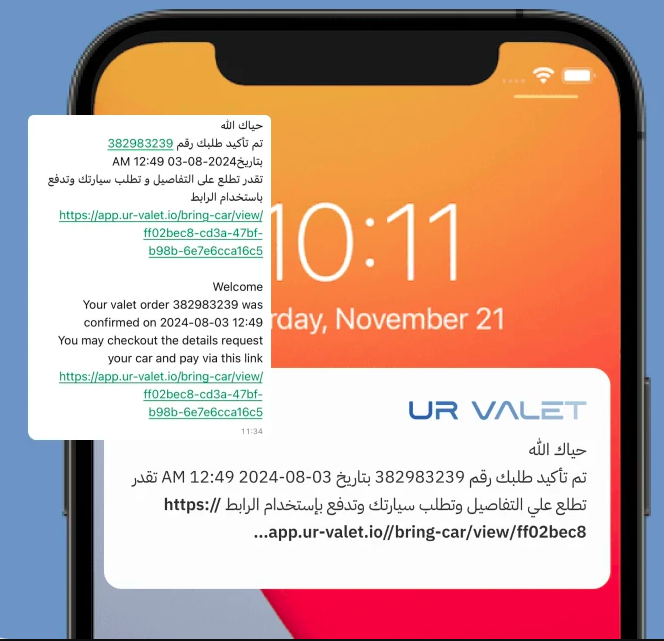 حياك الله
تم تأكيد طلبك رقم 382983239
بتاريخ2024-08-03 12:49 AM
تقدر تطلع على التفاصيل و تطلب سيارتك وتدفع
باستخدام الرابط
https://app.ur-valet.io/bring-car/view/
ff02bec8-cd3a-47bf-
b98b-6e7e6cca16c5
Welcome
Your valet order 382983239 was
confirmed on 2024-08-03 12:49
You may checkout the details request
your car and pay via this link
https://app.ur-valet.io/bring-car/view/
ff02bec8-cd3a-47bf-
b98b-6e7e6cca16c5
11:34
10:11
rday, November 21
UR VALET
حياك الله
تم تأكيد طلبك رقم 382983239 بتاريخ 03-08-2024 12:49 AM تقدر
تطلع علي التفاصيل وتطلب سيارتك وتدفع بإستخدام الرابط https://
app.ur-valet.io//bring-car/view/ff02bec8...